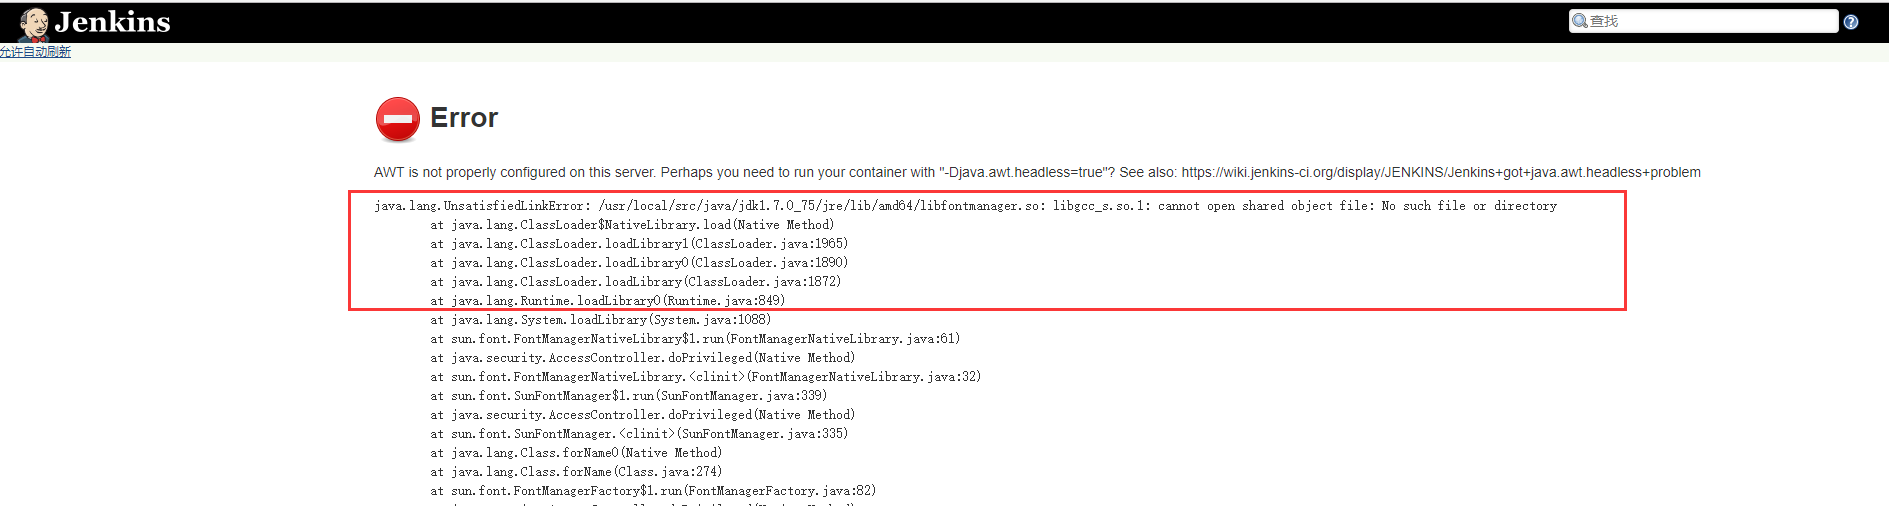 Jenkins
查找
允许自动刷新
Error
AWT is not properly configured on this server. Perhaps you need to run your container with "-Djava.awt.headless=true"? See also: https://wiki.jenkins-ci.org/display/JENKINS/Jenkins+got+java.awt.headless+problem
java.lang.UnsatisfiedLinkError: /usr/local/src/java/jdk1.7.0_75/jre/lib/amd64/libfontmanager.so: libgcc_s.so.1: cannot open shared object file: No such file or directory
at java.lang.ClassLoader$NativeLibrary.load(Native Method)
at java.lang.ClassLoader.loadLibrary1(ClassLoader.java:1965)
at java.lang.ClassLoader.loadLibrary0(ClassLoader.java:1890)
at java.lang.ClassLoader.loadLibrary(ClassLoader.java:1872)
at java.lang.Runtime.loadLibrary0(Runtime.java:849)
at java.lang.System.loadLibrary(System.java:1088)
at sun.font.FontManagerNativeLibrary$1.run(FontManagerNativeLibrary.java:61)
at java.security.AccessController.doPrivileged(Native Method)
at sun.font.FontManagerNativeLibrary.<clinit>(FontManagerNativeLibrary.java:32)
at sun.font.SunFontManager$1.run(SunFontManager.java:339)
at java.security.AccessController.doPrivileged(Native Method)
at sun.font.SunFontManager.<clinit>(SunFontManager.java:335)
at java.lang.Class.forName0(Native Method)
at java.lang.Class.forName(Class.java:274)
at sun.font.FontManagerFactory$1.run(FontManagerFactory.java:82)